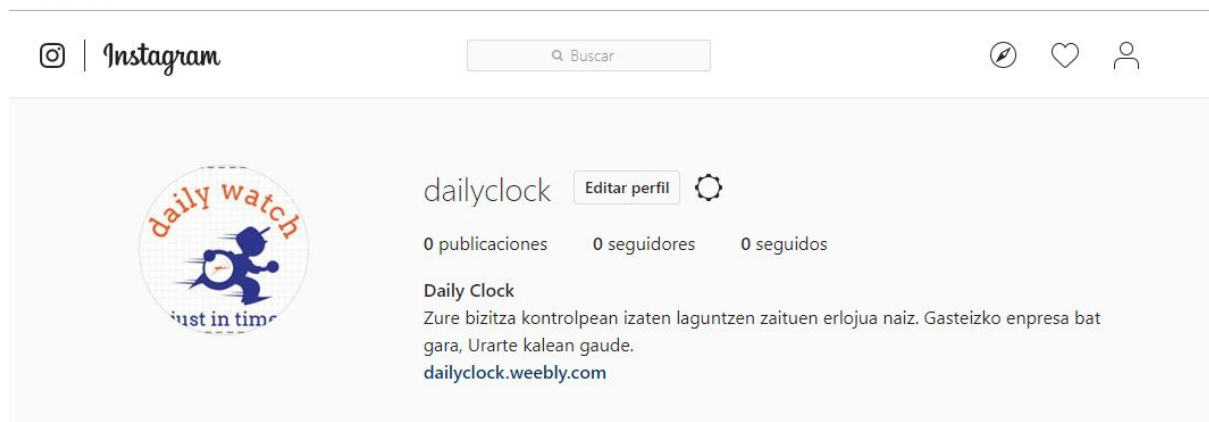 Instagram
Buscar
daily watch
just in time
dailyclock Editar perfil
0 publicaciones 0 seguidores 0 seguidos
Daily Clock
Zure bizitza kontrolpean izaten laguntzen zaituen erlojua naiz. Gasteizko enpresa bat
gara, Urarte kalean gaude.
dailyclock.weebly.com